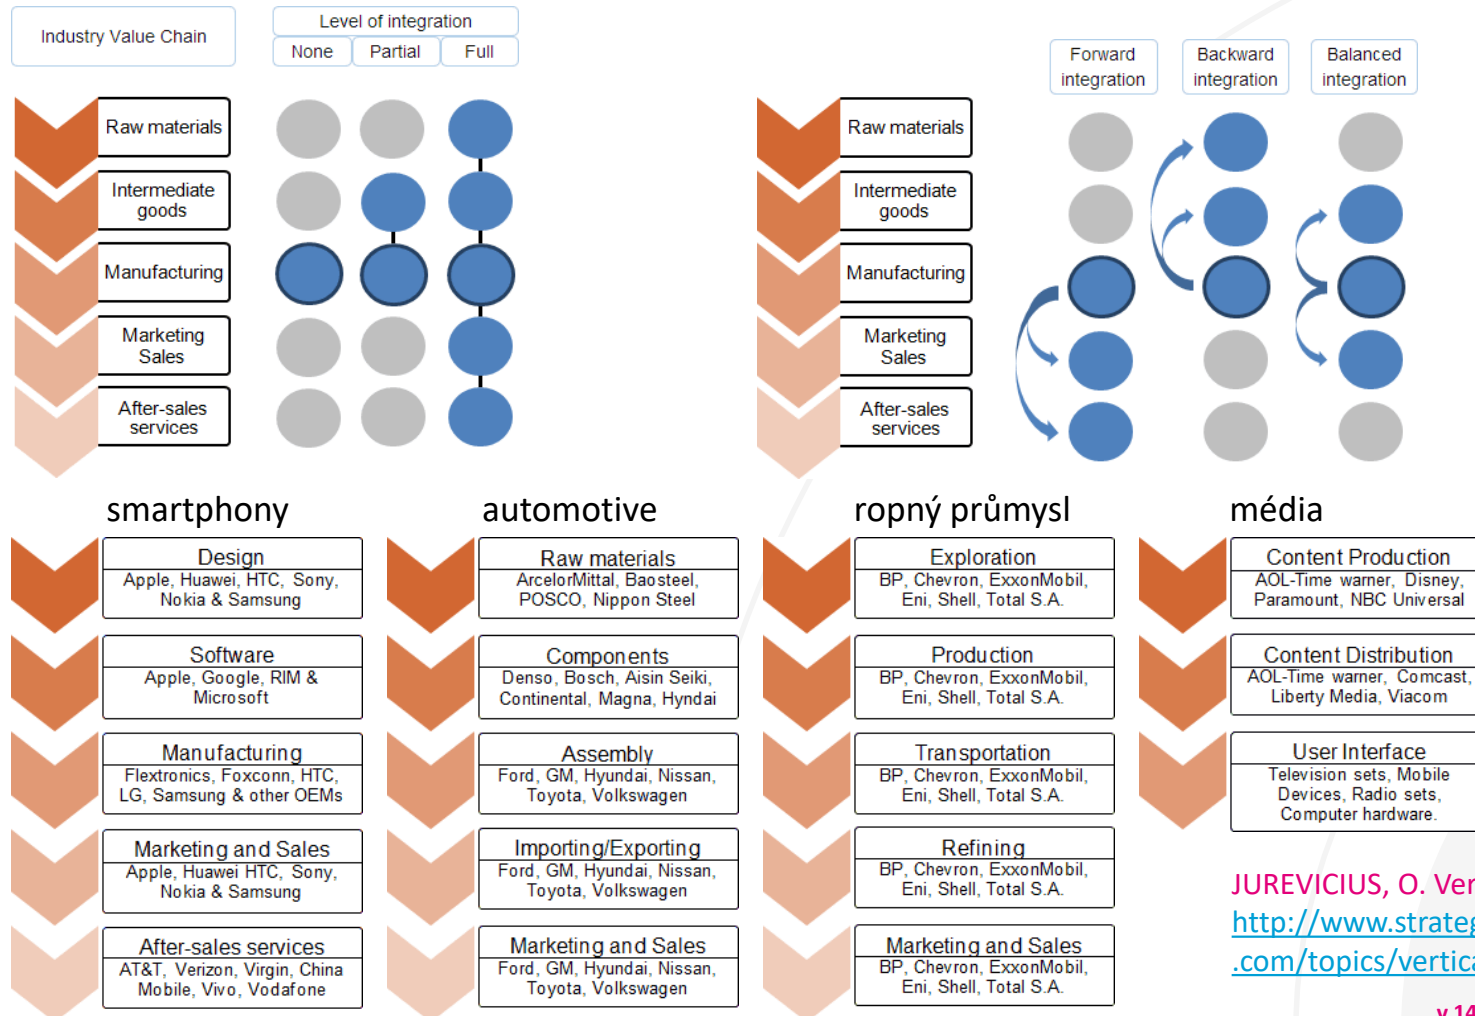 Industry Value Chain
Level of integration
None
Partial
Full
Raw materials
Intermediate
goods
Manufacturing
Marketing
Sales
After-sales
services
Forward
integration
Backward
integration
Balanced
integration
Raw materials
Intermediate
goods
Manufacturing
Marketing
Sales
After-sales
services
smartphony
Design
Apple, Huawei, HTC, Sony,
Nokia & Samsung
Software
Apple, Google, RIM &
Microsoft
Manufacturing
Flextronics, Foxconn, HTC,
LG, Samsung & other OEMs
Marketing and Sales
Apple, Huawei HTC, Sony,
Nokia & Samsung
After-sales services
AT&T, Verizon, Virgin, China
Mobile, Vivo, Vodafone
automotive
Raw materials
ArcelorMittal, Baosteel,
POSCO, Nippon Steel
Components
Denso, Bosch, Aisin Seiki,
Continental, Magna, Hyndai
Assembly
Ford, GM, Hyundai, Nissan,
Toyota, Volkswagen
Importing/Exporting
Ford, GM, Hyundai, Nissan,
Toyota, Volkswagen
Marketing and Sales
Ford, GM, Hyundai, Nissan,
Toyota, Volkswagen
ropný průmysl
Exploration
BP, Chevron, ExxonMobil,
Eni, Shell, Total S.A.
Production
BP, Chevron, ExxonMobil,
Eni, Shell, Total S.A.
Transportation
BP, Chevron, ExxonMobil,
Eni, Shell, Total S.A.
Refining
BP, Chevron, ExxonMobil,
Eni, Shell, Total S.A.
Marketing and Sales
BP, Chevron, ExxonMobil,
Eni, Shell, Total S.A.
média
Content Production
AOL-Time warner, Disney,
Paramount, NBC Universal
Content Distribution
AOL-Time warner, Comcast,
Liberty Media, Viacom
User Interface
Television sets, Mobile
Devices, Radio sets,
Computer hardware.
JUREVICIUS, O. Ver
http://www.strateg
.com/topics/vertica
v 14